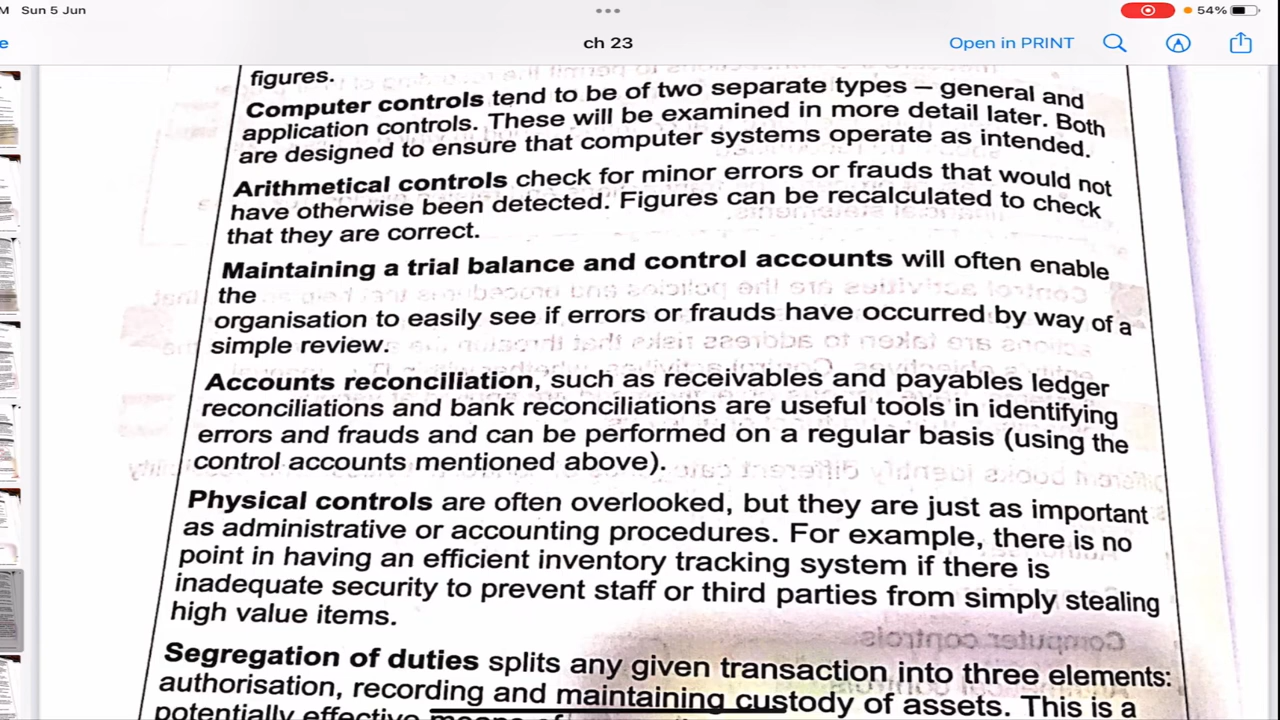 M Sun 5 Jun
54%
e
ch 23
Open in PRINT
figures.
Computer controls tend to be of two separate types – general and
application controls. These will be examined in more detail later. Both
are designed to ensure that computer systems operate as intended.
Arithmetical controls check for minor errors or frauds that would not
have otherwise been detected. Figures can be recalculated to check
that they are correct.
Maintaining a trial balance and control accounts will often enable
the
organisation to easily see if errors or frauds have occurred by way of a
simple review.
Accounts reconciliation, such as receivables and payables ledger
reconciliations and bank reconciliations are useful tools in identifying
errors and frauds and can be performed on a regular basis (using the
control accounts mentioned above).
Physical controls are often overlooked, but they are just as important
as administrative or accounting procedures. For example, there is no
point in having an efficient inventory tracking system if there is
inadequate security to prevent staff or third parties from simply stealing
high value items.
Segregation of duties splits any given transaction into three elements:
authorisation, recording and maintaining custody of assets. This is a
potentially effective means of